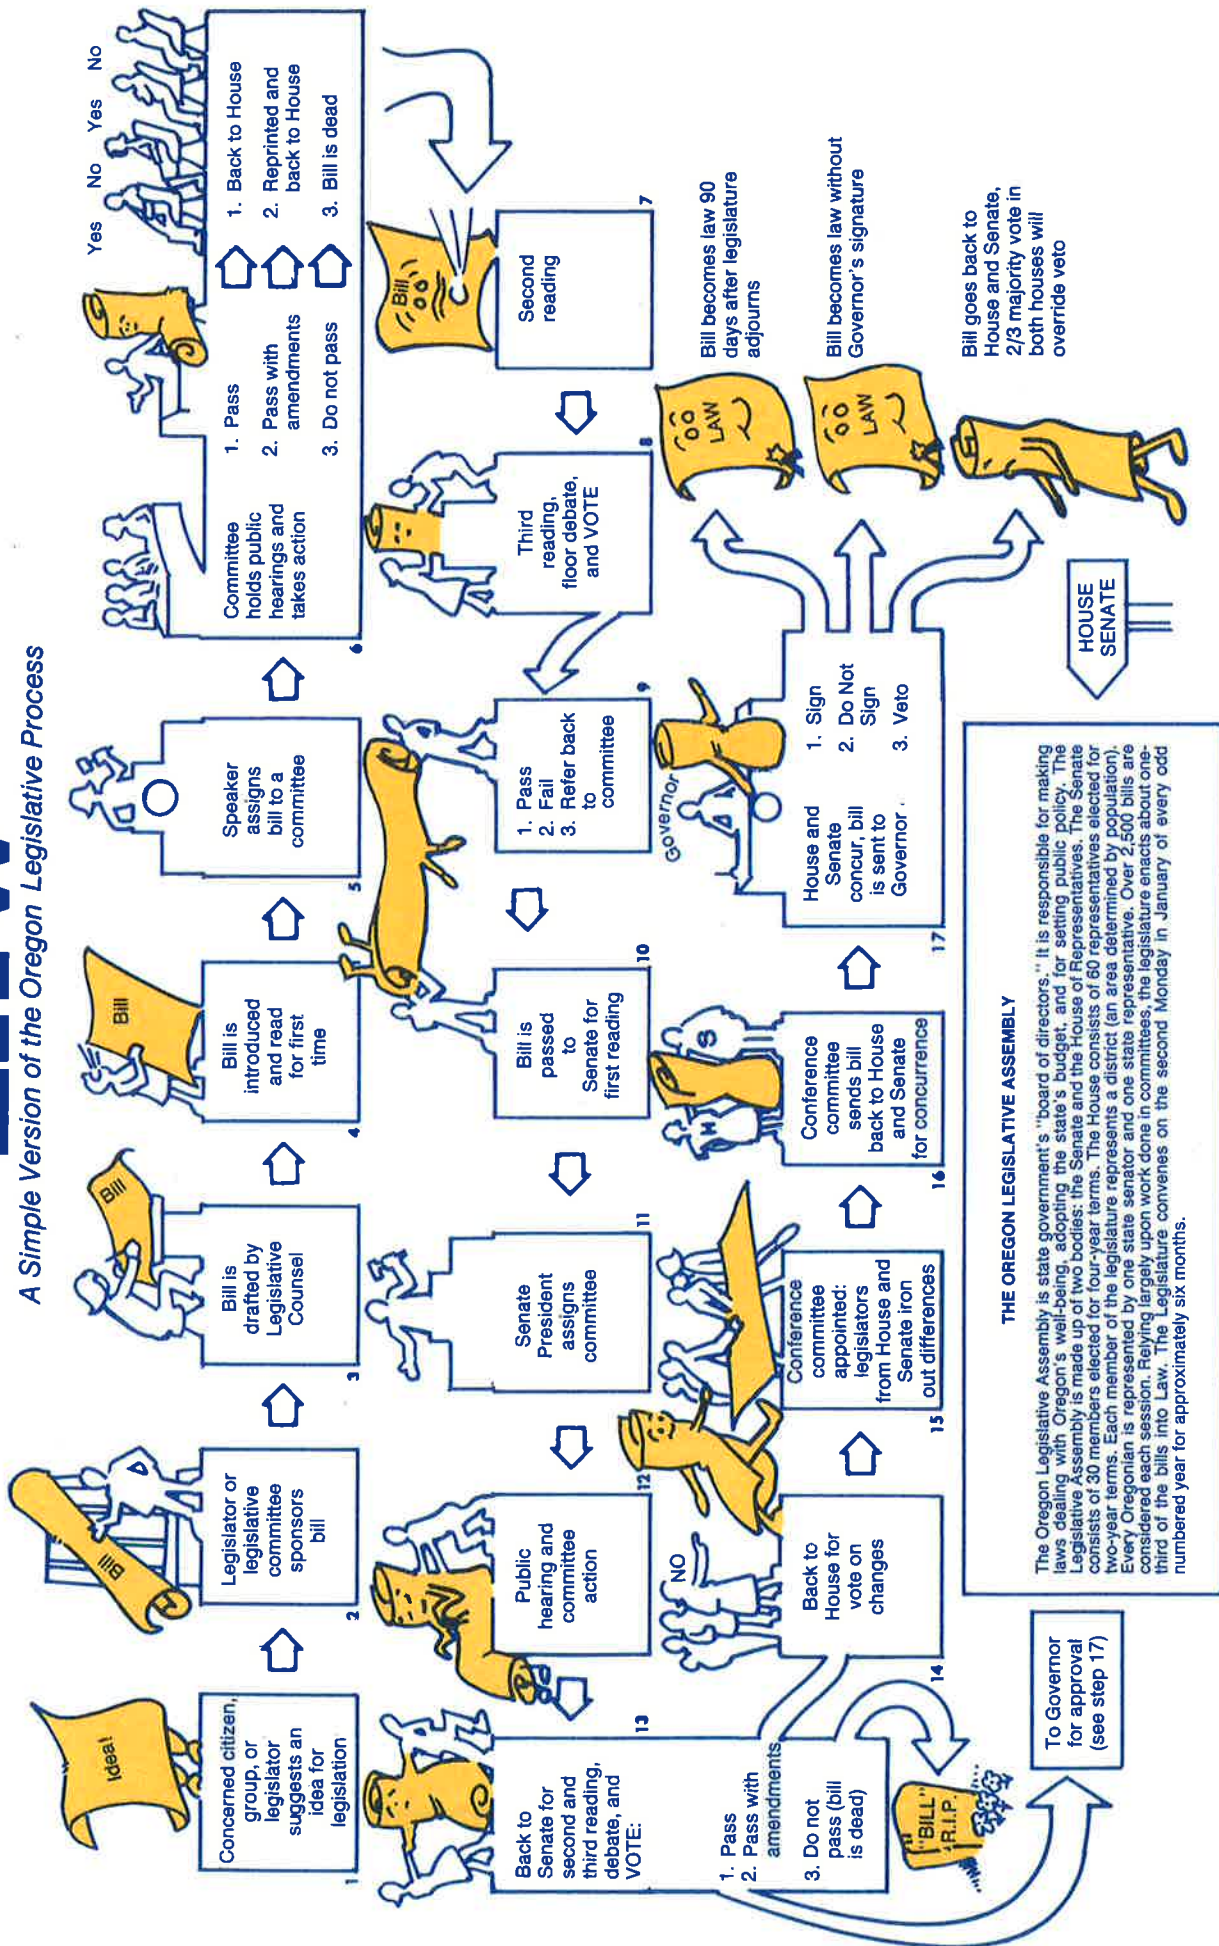 A Simple Version of the Oregon Legislative Process
Idea!
Concerned citizen,
group, or
legislator
suggests an
idea for
legislation
1
Bill
Bill
Legislator or
legislative
committee
sponsors
bill
2
Bill
Bill is
drafted by
Legislative
Counsel
3
Bill
Bill is
introduced
and read
for first
time
4
Speaker
assigns
bill to a
committee
5
Yes No Yes No
Committee
holds public
hearings and
takes action
1. Pass
2. Pass with
amendments
3. Do not pass
1. Back to House
2. Reprinted and
back to House
3. Bill is dead
6
Bill
Second
reading
7
Third
reading,
floor debate,
and VOTE
8
1. Pass
2. Fail
3. Refer back
to
committee
9
Bill is
passed
to
Senate for
first reading
10
Senate
President
assigns
committee
11
Public
hearing and
committee
action
12
Back to
Senate for
second and
third reading,
debate, and
VOTE:
1. Pass
2. Pass with
amendments
3. Do not
pass (bill
is dead)
13
"BILL"
R.I.P.
To Governor
for approval
(see step 17)
NO
Back to
House for
vote on
changes
14
Conference
committee
appointed:
legislators
from House and
Senate iron
out differences
15
H
S
Conference
committee
sends bill
back to House
and Senate
for concurrence
16
Governor
House and
Senate
concur, bill
is sent to
Governor.
1. Sign
2. Do Not
Sign
3. Veto
17
LAW
Bill becomes law 90
days after legislature
adjourns
LAW
Bill becomes law without
Governor's signature
Bill goes back to
House and Senate,
2/3 majority vote in
both houses will
override veto
HOUSE
SENATE
THE OREGON LEGISLATIVE ASSEMBLY
The Oregon Legislative Assembly is state government's "board of directors." It is responsible for making
laws dealing with Oregon's well-being, adopting the state's budget, and for setting public policy. The
Legislative Assembly is made up of two bodies: the Senate and the House of Representatives. The Senate
consists of 30 members elected for four-year terms. The House consists of 60 representatives elected for
two-year terms. Each member of the legislature represents a district (an area determined by population).
Every Oregonian is represented by one state senator and one state representative. Over 2,500 bills are
considered each session. Relying largely upon work done in committees, the legislature enacts about one-
third of the bills into Law. The Legislature convenes on the second Monday in January of every odd
numbered year for approximately six months.